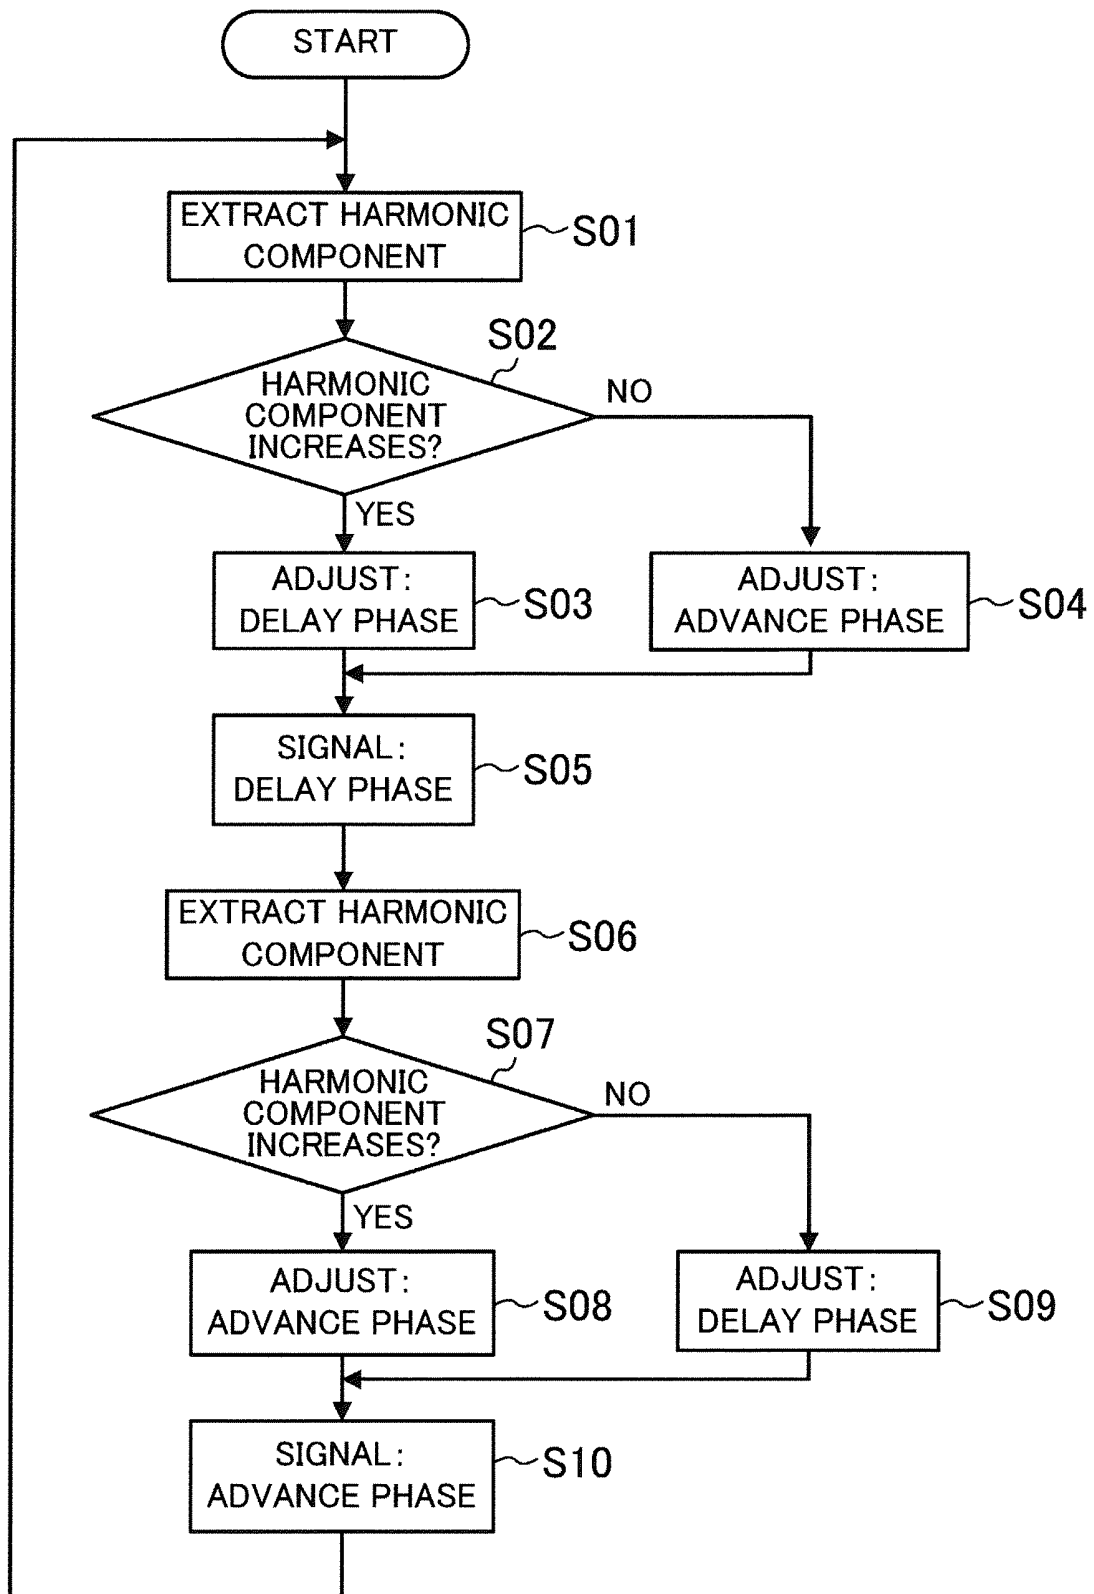 START
EXTRACT HARMONIC
COMPONENT
S01
S02
HARMONIC
COMPONENT
INCREASES?
NO
YES
ADJUST:
DELAY PHASE
S03
ADJUST:
ADVANCE PHASE
S04
SIGNAL:
DELAY PHASE
S05
EXTRACT HARMONIC
COMPONENT
S06
S07
HARMONIC
COMPONENT
INCREASES?
NO
YES
ADJUST:
ADVANCE PHASE
S08
ADJUST:
DELAY PHASE
S09
SIGNAL:
ADVANCE PHASE
S10